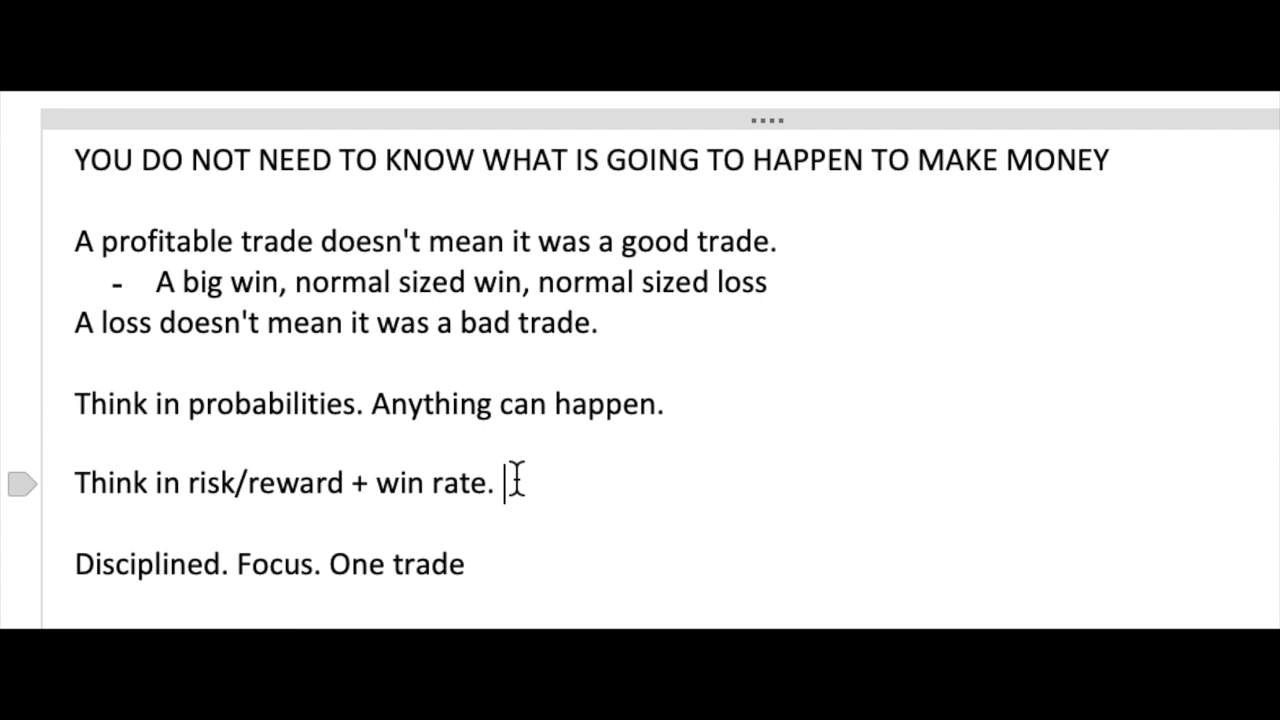 YOU DO NOT NEED TO KNOW WHAT IS GOING TO HAPPEN TO MAKE MONEY
A profitable trade doesn't mean it was a good trade.
- A big win, normal sized win, normal sized loss
A loss doesn't mean it was a bad trade.
Think in probabilities. Anything can happen.
Think in risk/reward + win rate.
Disciplined. Focus. One trade